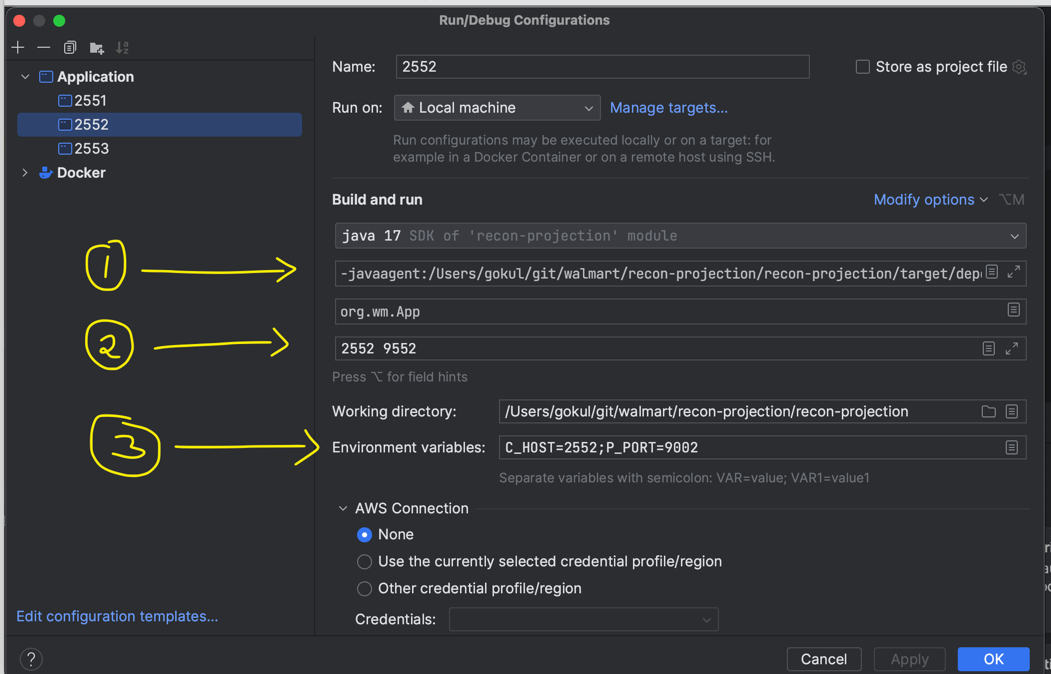 Run/Debug Configurations
Application
2551
2552
2553
Docker
Name: 2552 Store as project file
Run on: Local machine Manage targets...
Run configurations may be executed locally or on a target: for
example in a Docker Container or on a remote host using SSH.
Build and run Modify options ⌥M
java 17 SDK of 'recon-projection' module
1
-javaagent:/Users/gokul/git/walmart/recon-projection/recon-projection/target/dep
org.wm.App
2
2552 9552
Press ⌥ for field hints
Working directory: /Users/gokul/git/walmart/recon-projection/recon-projection
3
Environment variables: C_HOST=2552;P_PORT=9002
Separate variables with semicolon: VAR=value; VAR1=value1
AWS Connection
None
Use the currently selected credential profile/region
Other credential profile/region
Credentials:
Edit configuration templates...
? Cancel Apply OK